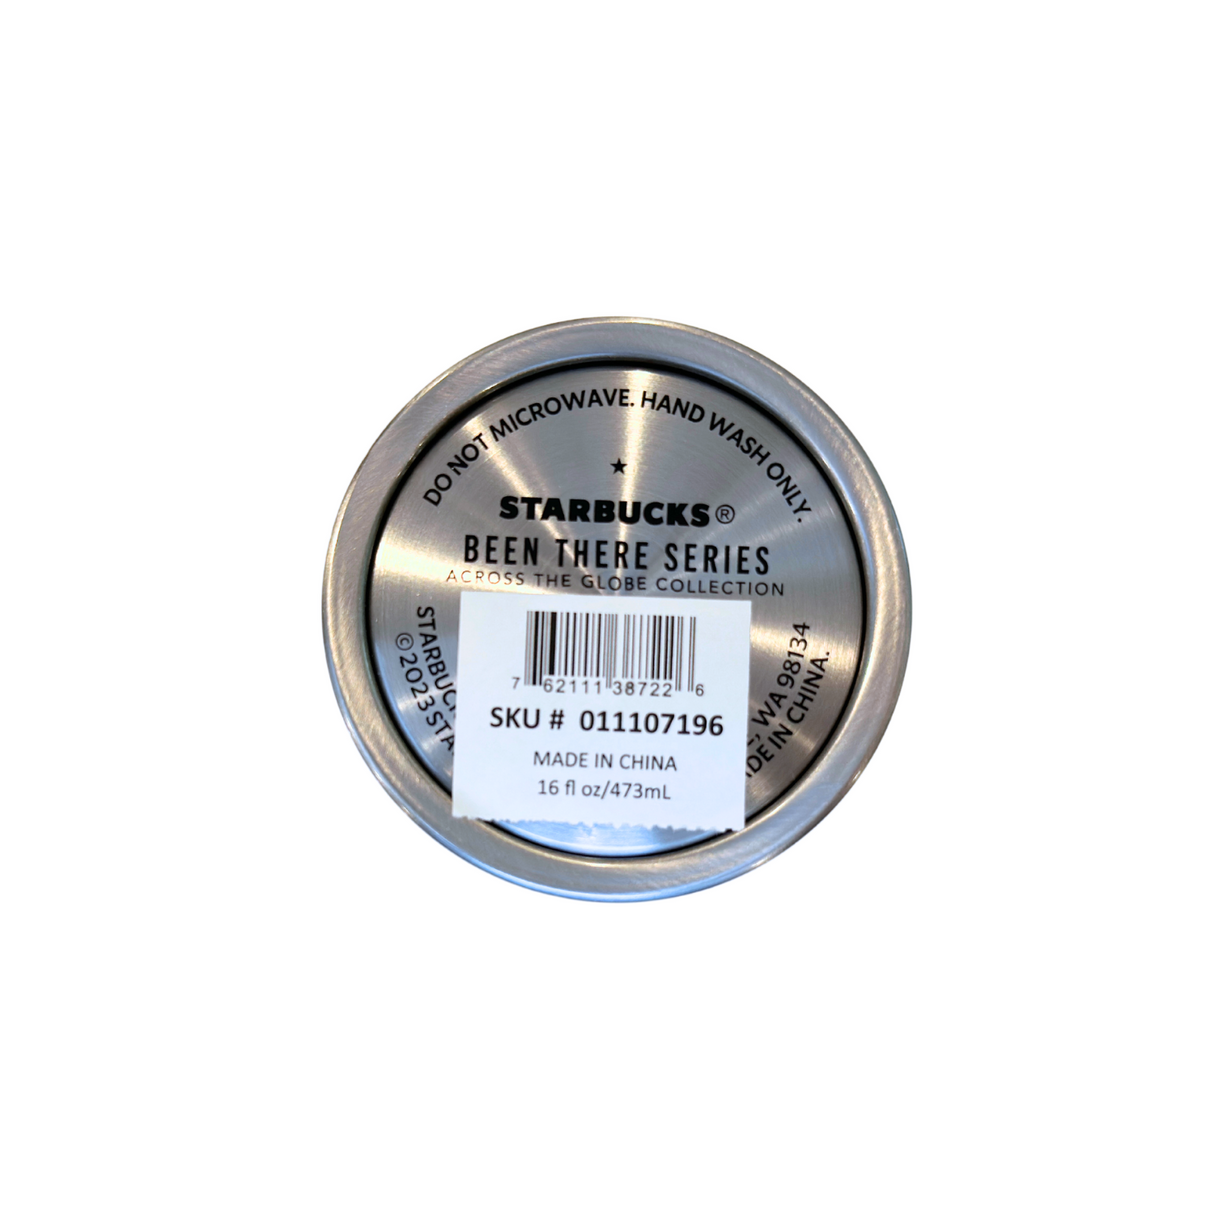 DO NOT MICROWAVE. HAND WASH ONLY.
★
STARBUCKS®
BEEN THERE SERIES
ACROSS THE GLOBE COLLECTION
7 62111 38722 6
SKU # 011107196
MADE IN CHINA
16 fl oz/473mL
WA 98134
©2023
CHINA.